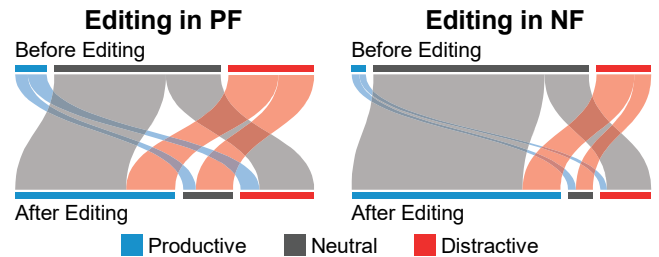 Editing in PF
Before Editing
After Editing
Editing in NF
Before Editing
After Editing
Productive
Neutral
Distractive